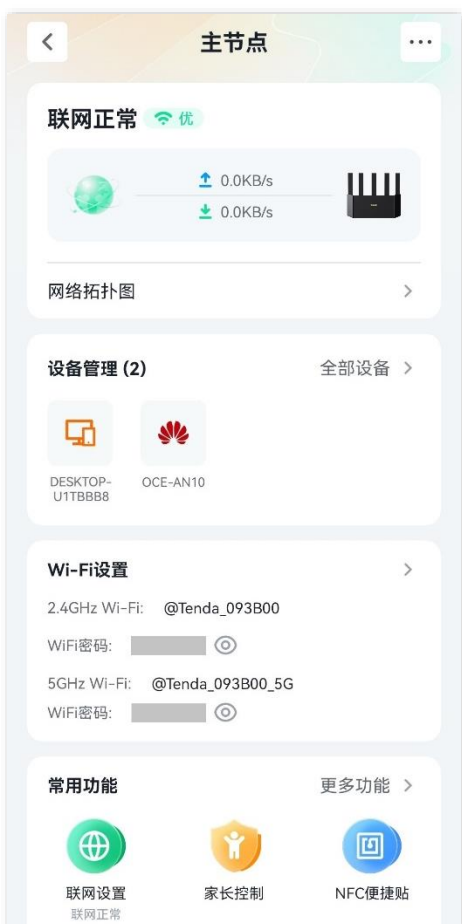 主节点
联网正常 优
0.0KB/s
0.0KB/s
网络拓扑图
设备管理 (2) 全部设备
DESKTOP-
U1TBBB8
OCE-AN10
Wi-Fi设置
2.4GHz Wi-Fi: @Tenda_093B00
WiFi密码:
5GHz Wi-Fi: @Tenda_093B00_5G
WiFi密码:
常用功能 更多功能
联网设置 家长控制 NFC便捷贴
联网正常